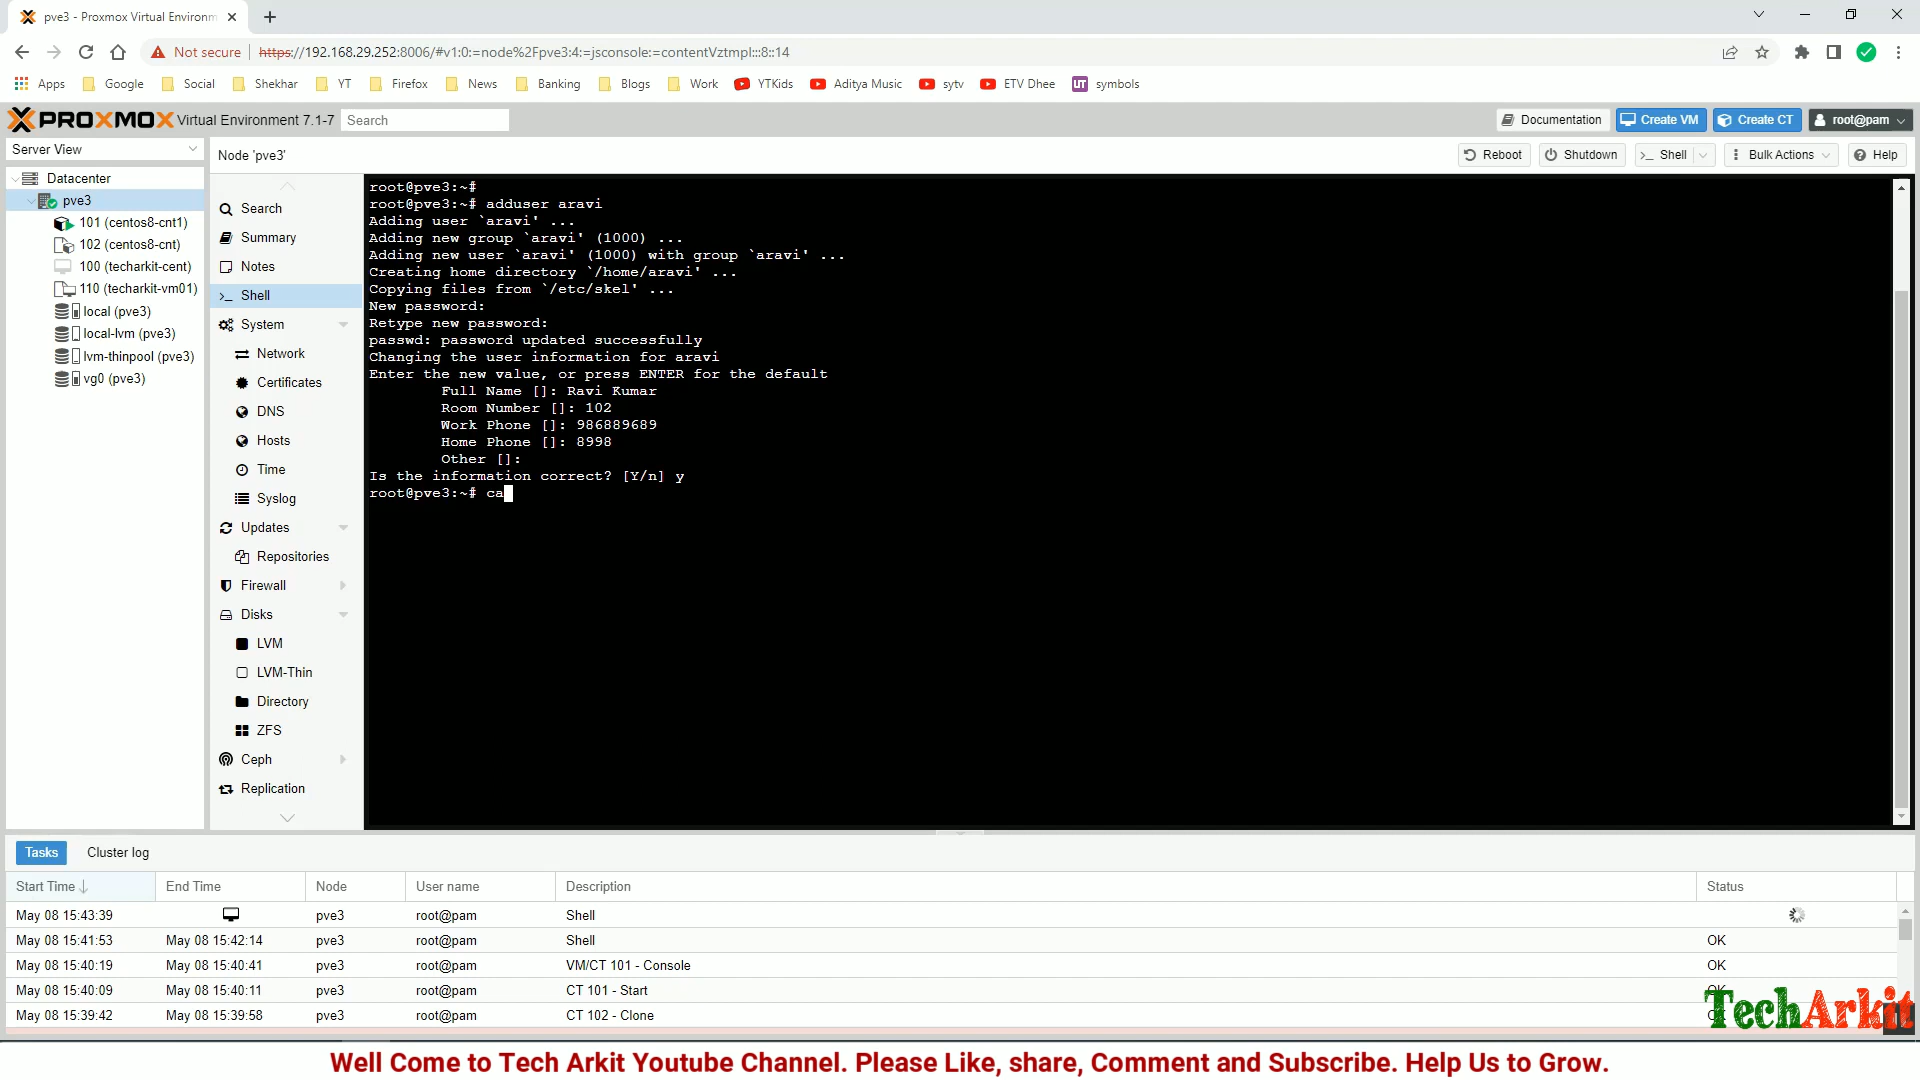 pve3 - Proxmox Virtual Environm
Not secure
https://192.168.29.252:8006/#v1:0:=node%2Fpve3:4:=jsconsole:=contentVztmpl:::8::14
Apps Google Social Shekhar YT Firefox News Banking Blogs Work YTKids Aditya Music sytv ETV Dhee symbols
PROXMOX Virtual Environment 7.1-7 Search Documentation Create VM Create CT root@pam
Server View
Node 'pve3' Reboot Shutdown Shell Bulk Actions Help
Datacenter
pve3
101 (centos8-cnt1)
102 (centos8-cnt)
100 (techarkit-cent)
110 (techarkit-vm01)
local (pve3)
local-lvm (pve3)
lvm-thinpool (pve3)
vg0 (pve3)
Search
Summary
Notes
Shell
System
Network
Certificates
DNS
Hosts
Time
Syslog
Updates
Repositories
Firewall
Disks
LVM
LVM-Thin
Directory
ZFS
Ceph
Replication
root@pve3:~#
root@pve3:~# adduser aravi
Adding user `aravi' ...
Adding new group `aravi' (1000) ...
Adding new user `aravi' (1000) with group `aravi' ...
Creating home directory `/home/aravi' ...
Copying files from `/etc/skel' ...
New password:
Retype new password:
passwd: password updated successfully
Changing the user information for aravi
Enter the new value, or press ENTER for the default
Full Name []: Ravi Kumar
Room Number []: 102
Work Phone []: 986889689
Home Phone []: 8998
Other []:
Is the information correct? [Y/n] y
root@pve3:~# ca
Tasks Cluster log
Start Time End Time Node User name Description Status
May 08 15:43:39 pve3 root@pam Shell
May 08 15:41:53 May 08 15:42:14 pve3 root@pam Shell OK
May 08 15:40:19 May 08 15:40:41 pve3 root@pam VM/CT 101 - Console OK
May 08 15:40:09 May 08 15:40:11 pve3 root@pam CT 101 - Start OK
May 08 15:39:42 May 08 15:39:58 pve3 root@pam CT 102 - Clone
TechArkit
Well Come to Tech Arkit Youtube Channel. Please Like, share, Comment and Subscribe. Help Us to Grow.